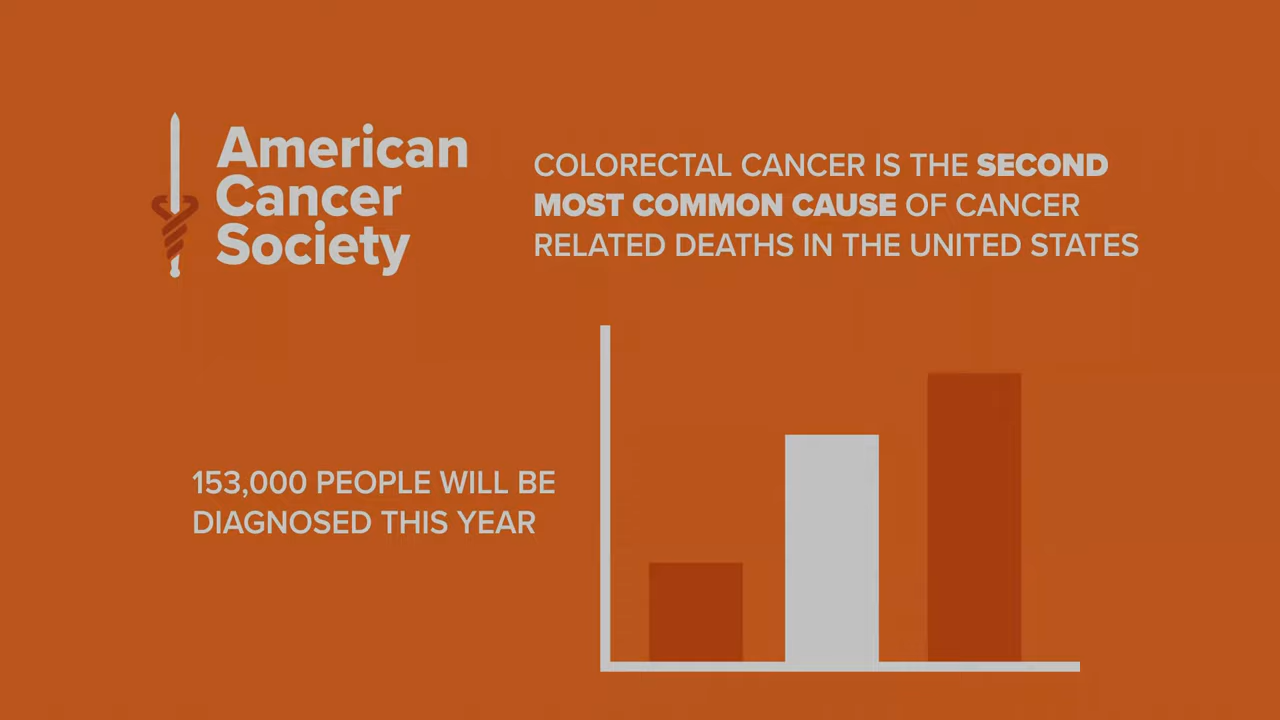 American
Cancer
Society
COLORECTAL CANCER IS THE SECOND
MOST COMMON CAUSE OF CANCER
RELATED DEATHS IN THE UNITED STATES
153,000 PEOPLE WILL BE
DIAGNOSED THIS YEAR